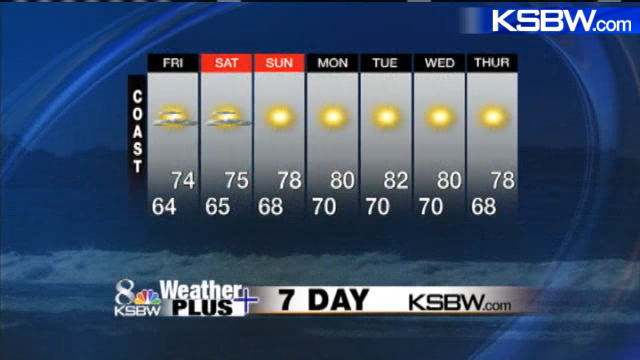 KSBW.com
FRI SAT SUN MON TUE WED THUR
COAST
74 75 78 80 82 80 78
64 65 68 70 70 70 68
8 KSBW Weather PLUS+ 7 DAY KSBW.com